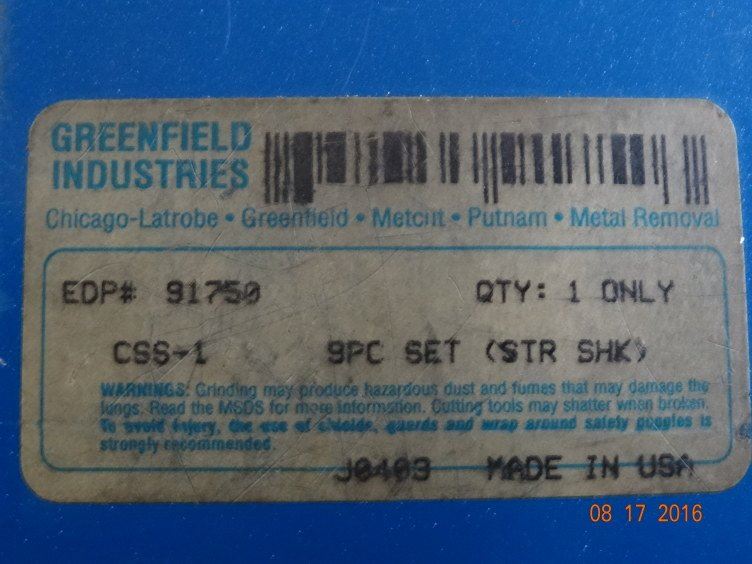 GREENFIELD
INDUSTRIES
Chicago-Latrobe • Greenfield • Metcut • Putnam • Metal Removal
EDP# 91750 QTY: 1 ONLY
CSS-1 9PC SET (STR SHK)
WARNINGS: Grinding may produce hazardous dust and fumes that may damage the
lungs. Read the MSDS for more information. Cutting tools may shatter when broken.
To avoid injury, the use of shields, guards and wrap around safety goggles is
strongly recommended.
J0403 MADE IN USA
08 17 2016